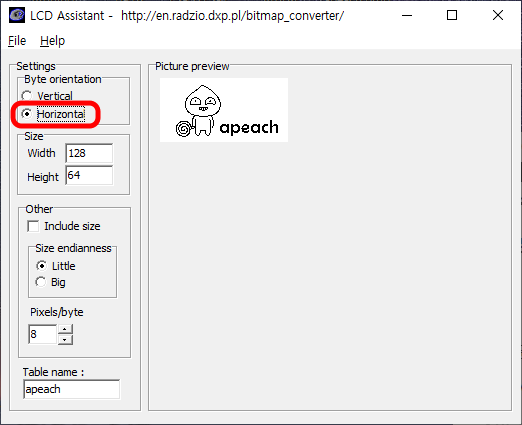 LCD Assistant - http://en.radzio.dxp.pl/bitmap_converter/
File Help
Settings
Byte orientation
Vertical
Horizontal
Size
Width 128
Height 64
Other
Include size
Size endianness
Little
Big
Pixels/byte
8
Table name :
apeach
Picture preview
apeach